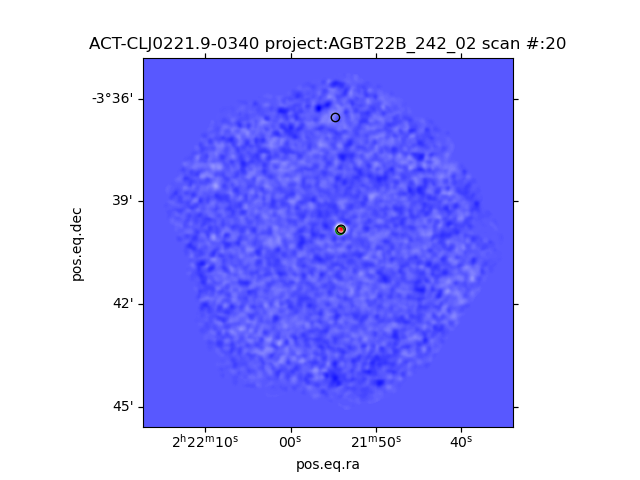 ACT-CLJ0221.9-0340 project:AGBT22B_242_02 scan #:20
-3°36'
39'
42'
45'
pos.eq.dec
2ʰ22ᵐ10ˢ 00ˢ 21ᵐ50ˢ 40ˢ
pos.eq.ra